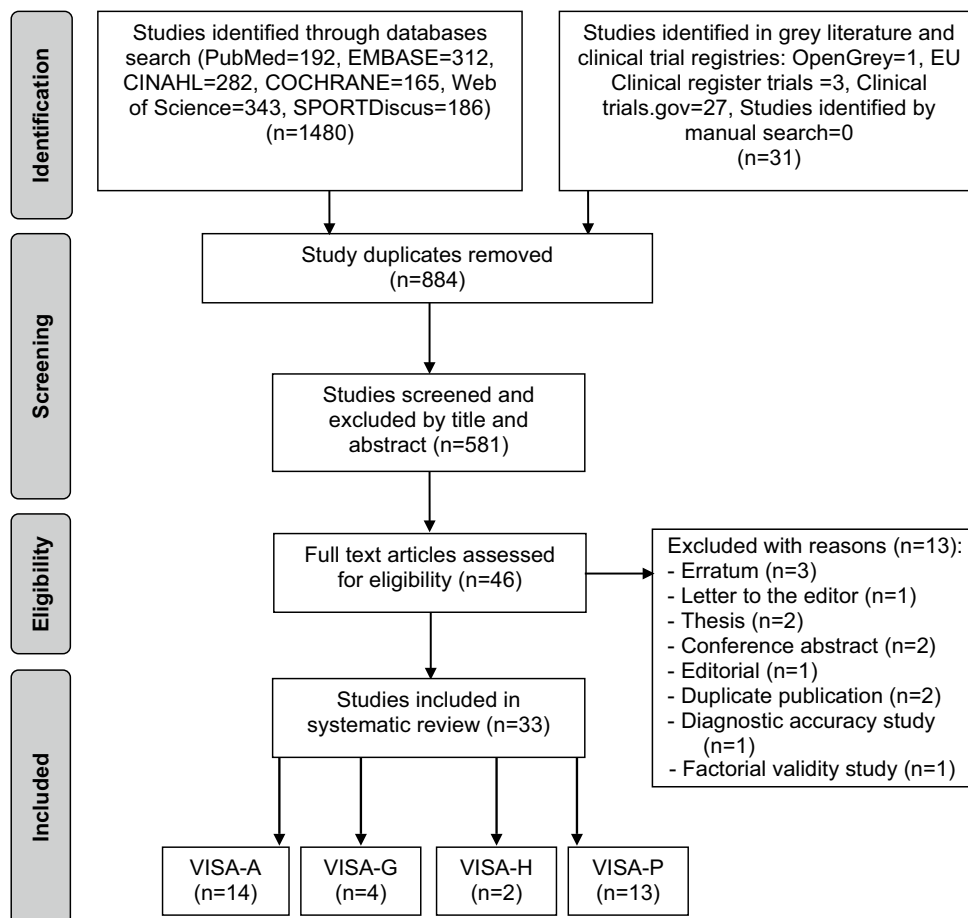 Identification
Studies identified through databases
search (PubMed=192, EMBASE=312,
CINAHL=282, COCHRANE=165, Web
of Science=343, SPORTDiscus=186)
(n=1480)
Studies identified in grey literature and
clinical trial registries: OpenGrey=1, EU
Clinical register trials =3, Clinical
trials.gov=27, Studies identified by
manual search=0
(n=31)
Screening
Study duplicates removed
(n=884)
Studies screened and
excluded by title and
abstract (n=581)
Eligibility
Full text articles assessed
for eligibility (n=46)
Excluded with reasons (n=13):
- Erratum (n=3)
- Letter to the editor (n=1)
- Thesis (n=2)
- Conference abstract (n=2)
- Editorial (n=1)
- Duplicate publication (n=2)
- Diagnostic accuracy study
(n=1)
- Factorial validity study (n=1)
Included
Studies included in
systematic review (n=33)
VISA-A
(n=14)
VISA-G
(n=4)
VISA-H
(n=2)
VISA-P
(n=13)